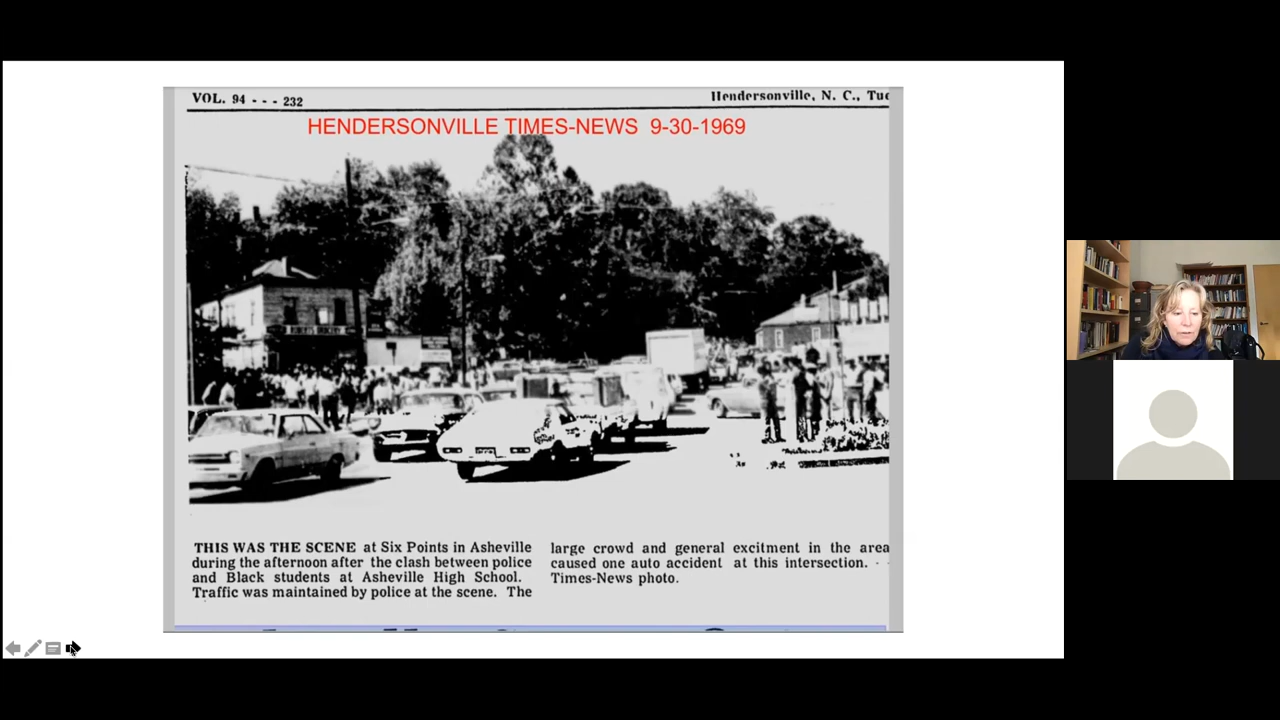 VOL. 94 - - - 232
Hendersonville, N. C., Tue
HENDERSONVILLE TIMES-NEWS 9-30-1969
ROBERTS GROCERY
THIS WAS THE SCENE at Six Points in Asheville
during the afternoon after the clash between police
and Black students at Asheville High School.
Traffic was maintained by police at the scene. The
large crowd and general excitment in the area
caused one auto accident at this intersection. - -
Times-News photo.